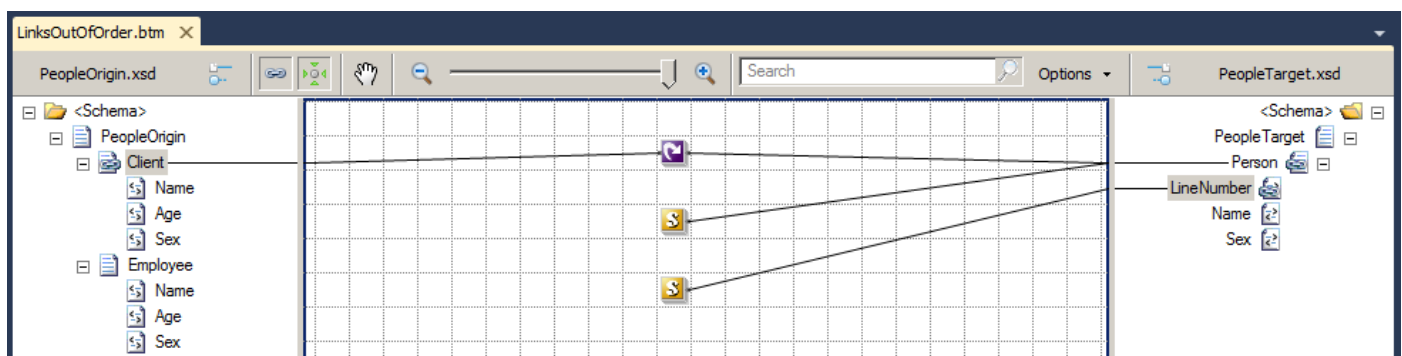 LinksOutOfOrder.btm
PeopleOrigin.xsd Search Options PeopleTarget.xsd
<Schema> <Schema>
PeopleOrigin PeopleTarget
Client Person
Name LineNumber
Age Name
Sex Sex
Employee
Name
Age
Sex